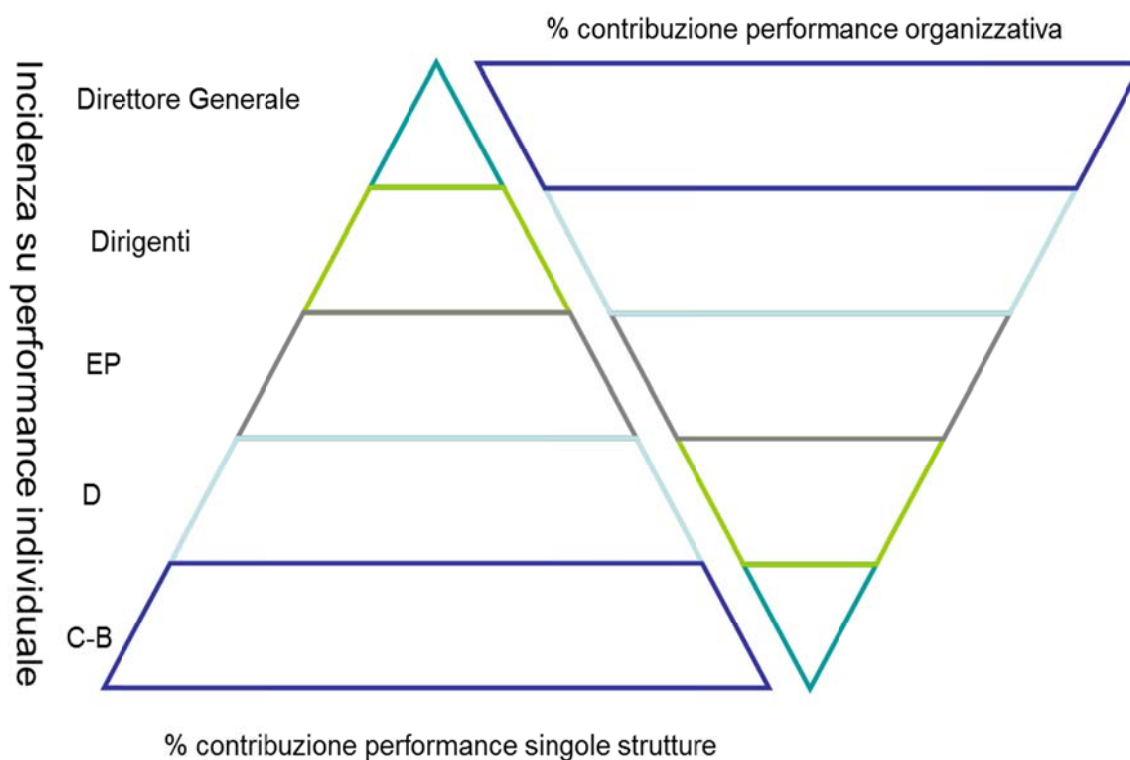 % contribuzione performance organizzativa
Incidenza su performance individuale
Direttore Generale
Dirigenti
EP
D
C-B
% contribuzione performance singole strutture